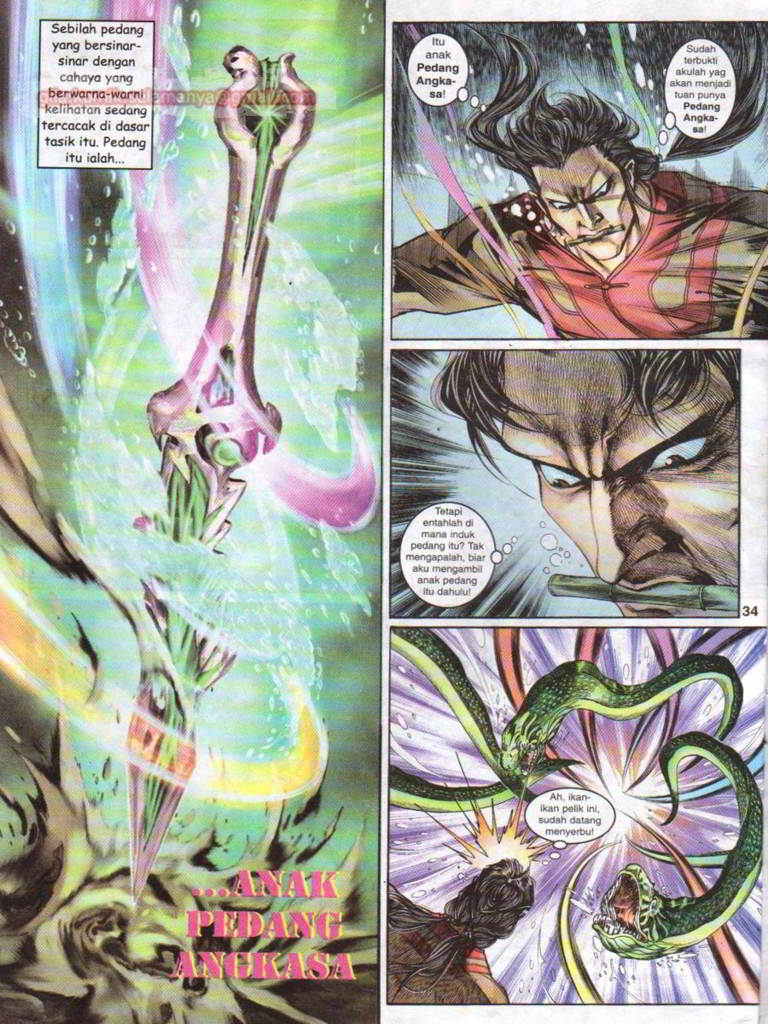 Sebilah pedang
yang bersinar-
sinar dengan
cahaya yang
berwarna-warni
kelihatan sedang
tercacak di dasar
tasik itu. Pedang
itu ialah...
...ANAK
PEDANG
ANGKASA
Itu
anak
Pedang
Angka-
sa!
Sudah
terbukti
akulah yag
akan menjadi
tuan punya
Pedang
Angka-
sa!
Tetapi
entahlah di
mana induk
pedang itu? Tak
mengapalah, biar
aku mengambil
anak pedang
itu dahulu!
34
Ah, ikan-
ikan pelik ini,
sudah datang
menyerbu!